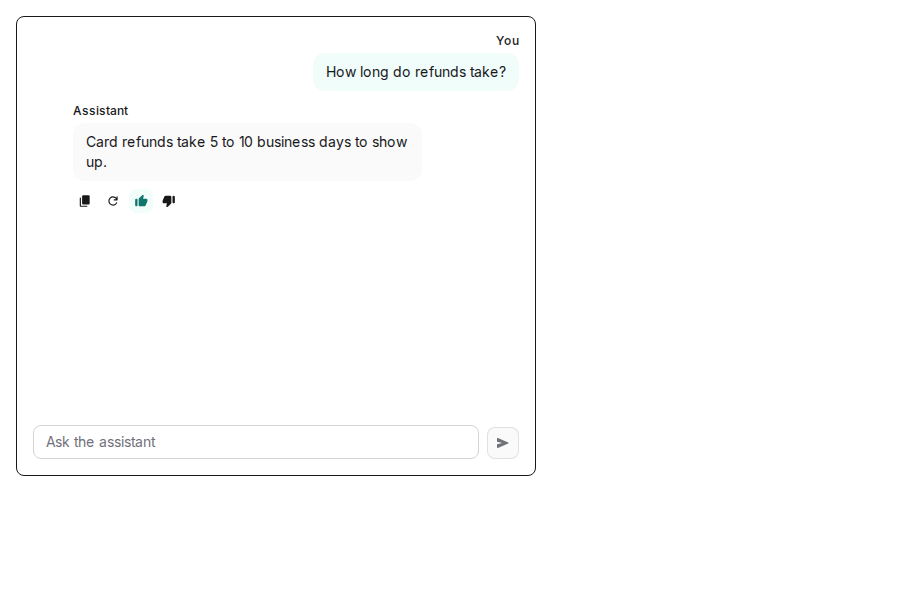 You
How long do refunds take?
Assistant
Card refunds take 5 to 10 business days to show
up.
Ask the assistant